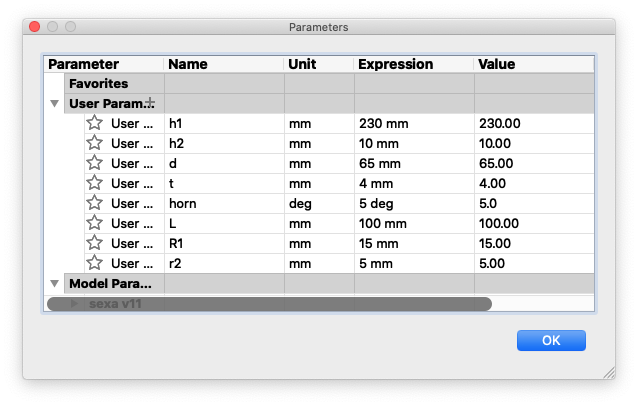 Parameters
Parameter Name Unit Expression Value
Favorites
User Param...
User ... h1 mm 230 mm 230.00
User ... h2 mm 10 mm 10.00
User ... d mm 65 mm 65.00
User ... t mm 4 mm 4.00
User ... horn deg 5 deg 5.0
User ... L mm 100 mm 100.00
User ... R1 mm 15 mm 15.00
User ... r2 mm 5 mm 5.00
Model Para...
sexa v11
OK